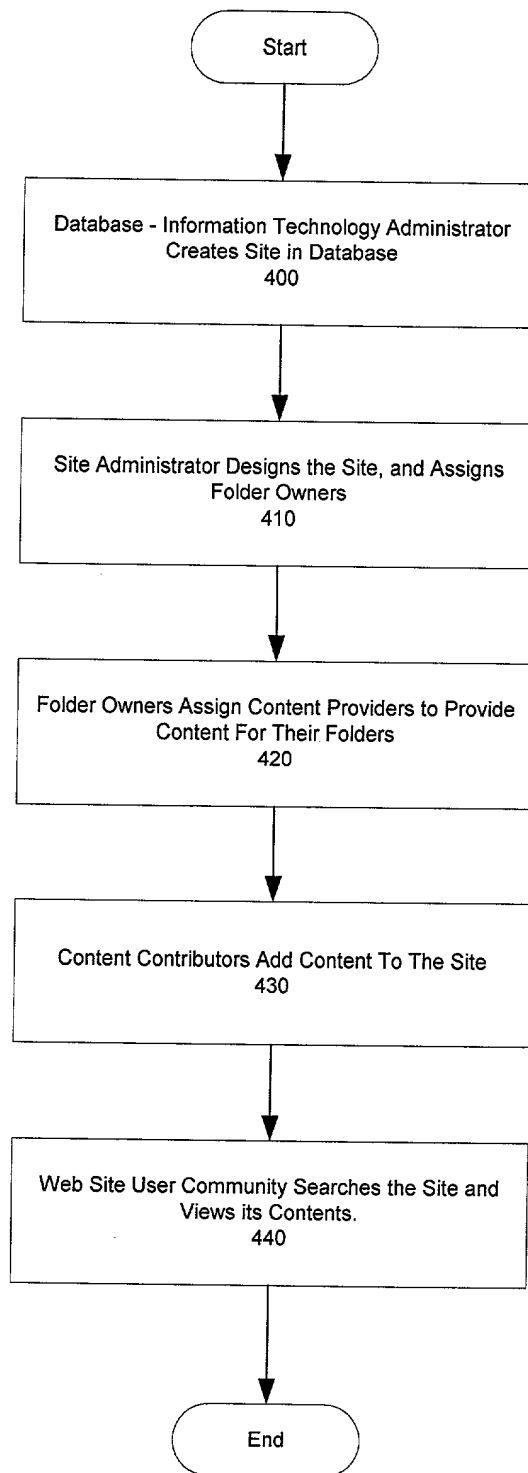 Start
Database - Information Technology Administrator
Creates Site in Database
400
Site Administrator Designs the Site, and Assigns
Folder Owners
410
Folder Owners Assign Content Providers to Provide
Content For Their Folders
420
Content Contributors Add Content To The Site
430
Web Site User Community Searches the Site and
Views its Contents.
440
End